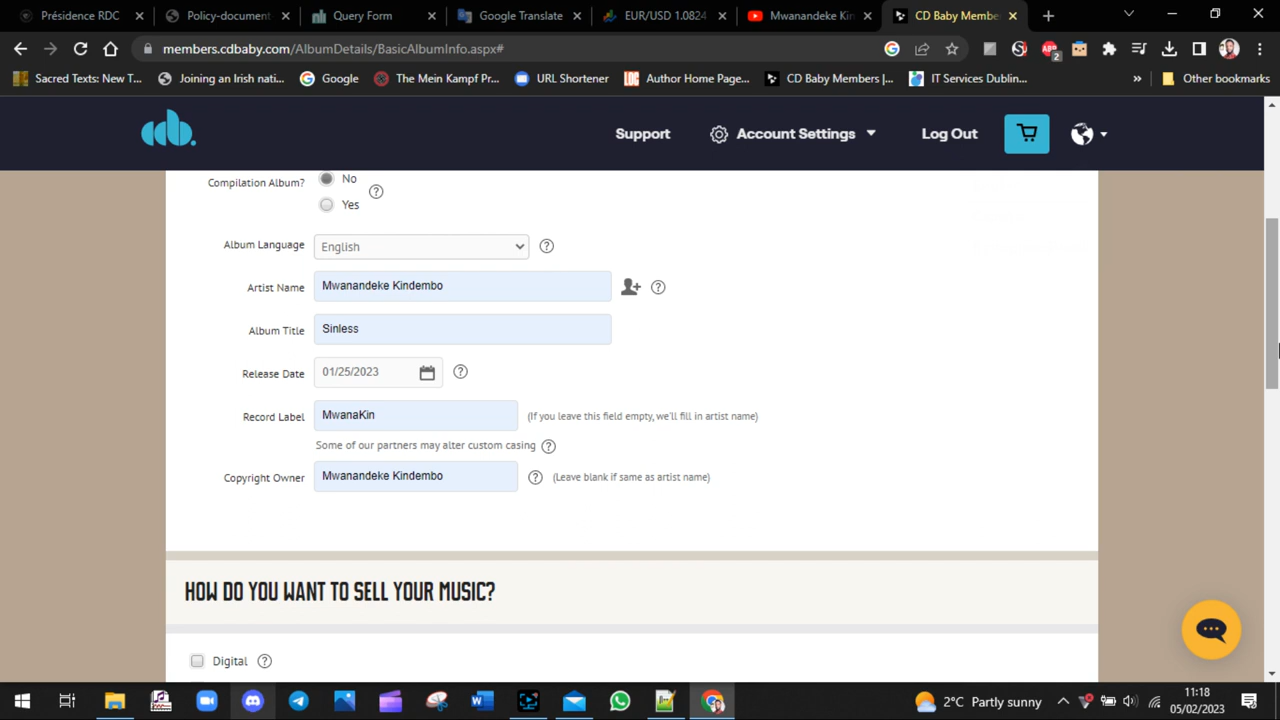 Présidence RDC
Policy-document
Query Form
Google Translate
EUR/USD 1.0824
Mwanandeke Kin
CD Baby Membe
members.cdbaby.com/AlbumDetails/BasicAlbumInfo.aspx#
2
Sacred Texts: New T...
Joining an Irish nati...
Google
The Mein Kampf Pr...
URL Shortener
Author Home Page...
CD Baby Members |...
IT Services Dublin...
»
Other bookmarks
cdb.
Support
Account Settings
Log Out
Compilation Album?
No
Yes
?
Album Language
English
?
Artist Name
Mwanandeke Kindembo
?
Album Title
Sinless
Release Date
01/25/2023
?
Record Label
MwanaKin
(If you leave this field empty, we'll fill in artist name)
Some of our partners may alter custom casing
?
Copyright Owner
Mwanandeke Kindembo
?
(Leave blank if same as artist name)
HOW DO YOU WANT TO SELL YOUR MUSIC?
Digital
?
2°C Partly sunny
11:18
05/02/2023